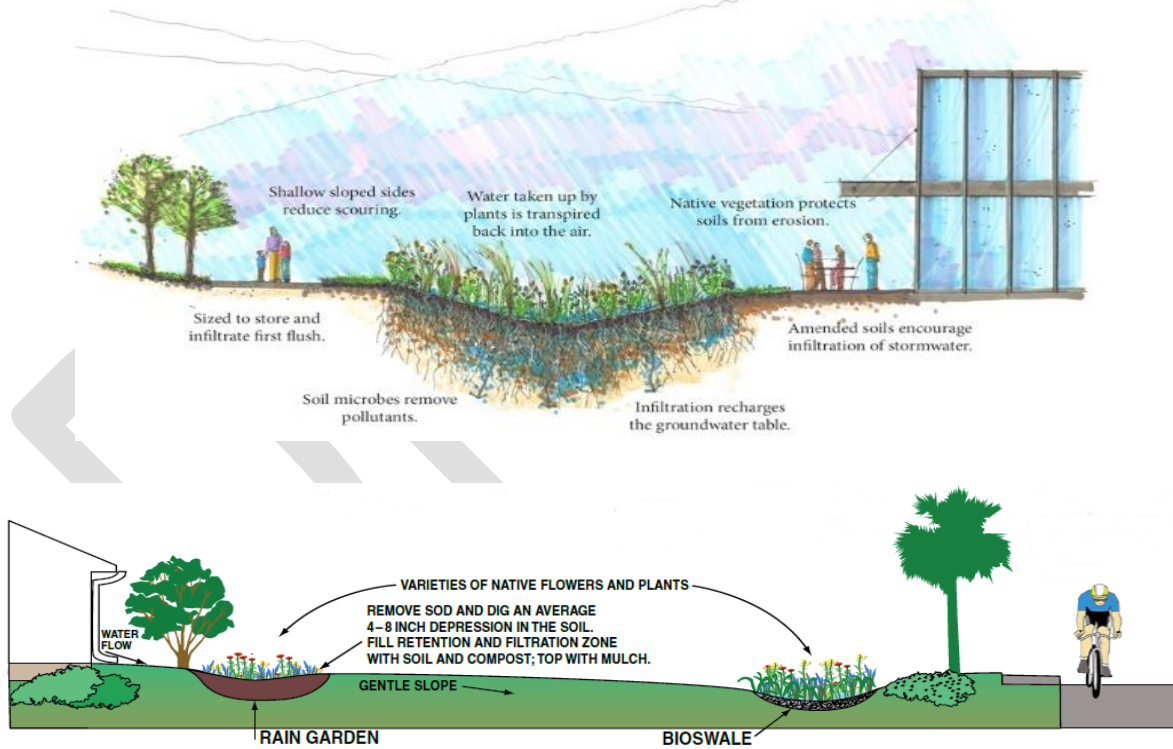 Shallow sloped sides
reduce scouring.
Water taken up by
plants is transpired
back into the air.
Native vegetation protects
soils from erosion.
Sized to store and
infiltrate first flush.
Amended soils encourage
infiltration of stormwater.
Soil microbes remove
pollutants.
Infiltration recharges
the groundwater table.
VARIETIES OF NATIVE FLOWERS AND PLANTS
REMOVE SOD AND DIG AN AVERAGE
4–8 INCH DEPRESSION IN THE SOIL.
FILL RETENTION AND FILTRATION ZONE
WITH SOIL AND COMPOST; TOP WITH MULCH.
WATER
FLOW
GENTLE SLOPE
RAIN GARDEN
BIOSWALE